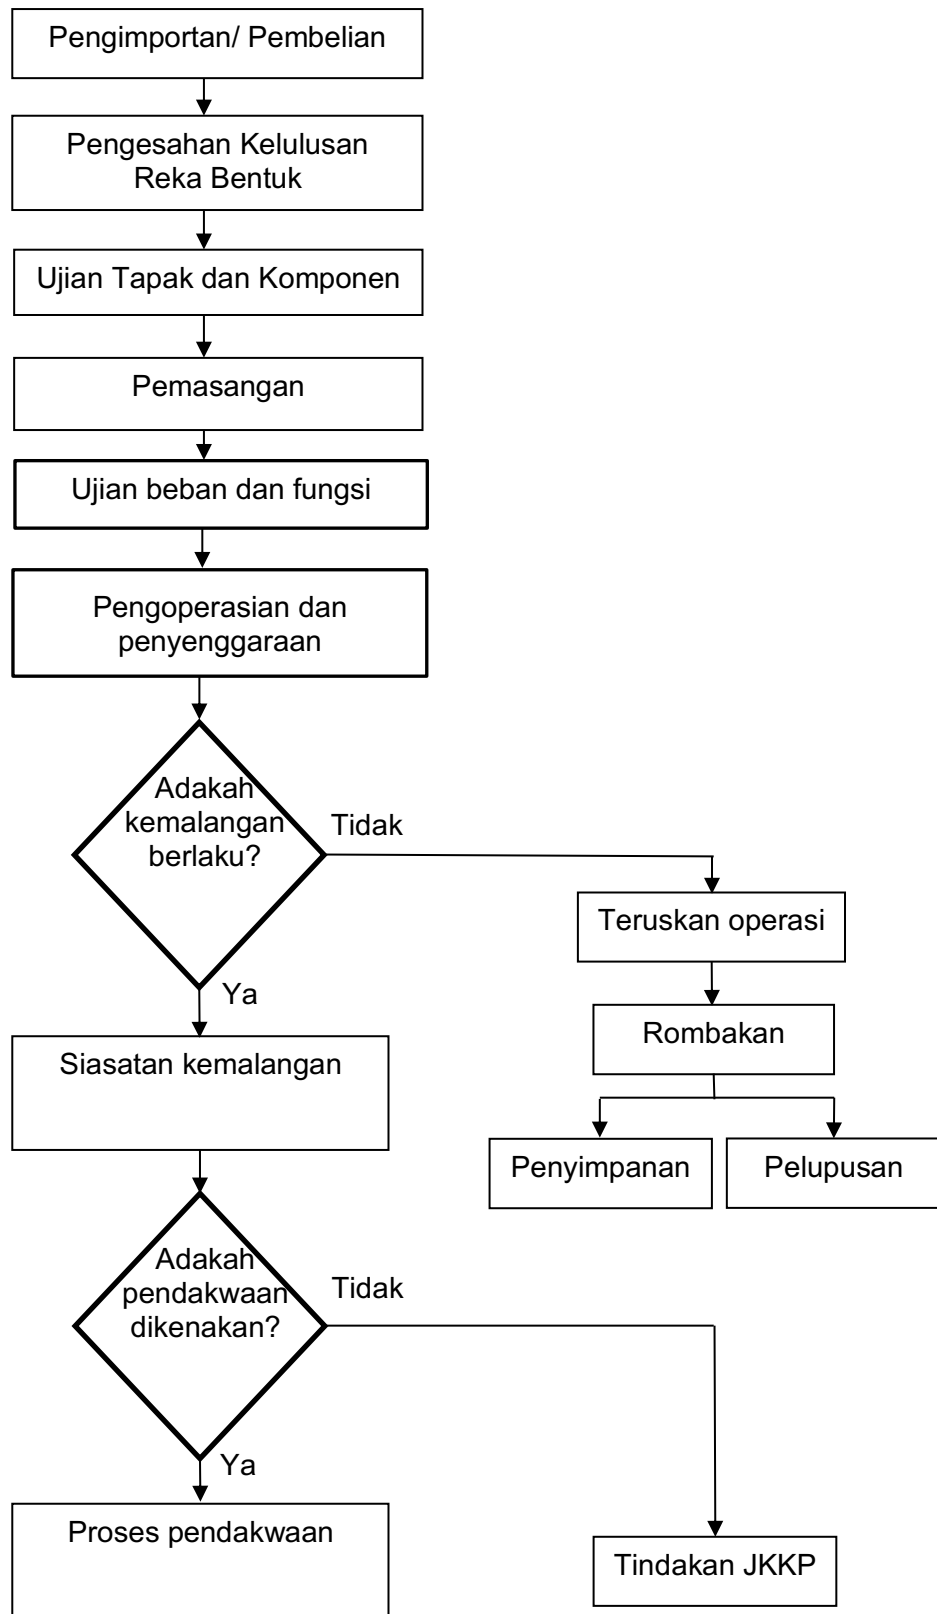 Pengimportan/ Pembelian
Pengesahan Kelulusan
Reka Bentuk
Ujian Tapak dan Komponen
Pemasangan
Ujian beban dan fungsi
Pengoperasian dan
penyenggaraan
Adakah
kemalangan
berlaku?
Tidak
Teruskan operasi
Ya
Rombakan
Siasatan kemalangan
Penyimpanan
Pelupusan
Adakah
pendakwaan
dikenakan?
Tidak
Ya
Proses pendakwaan
Tindakan JKKP